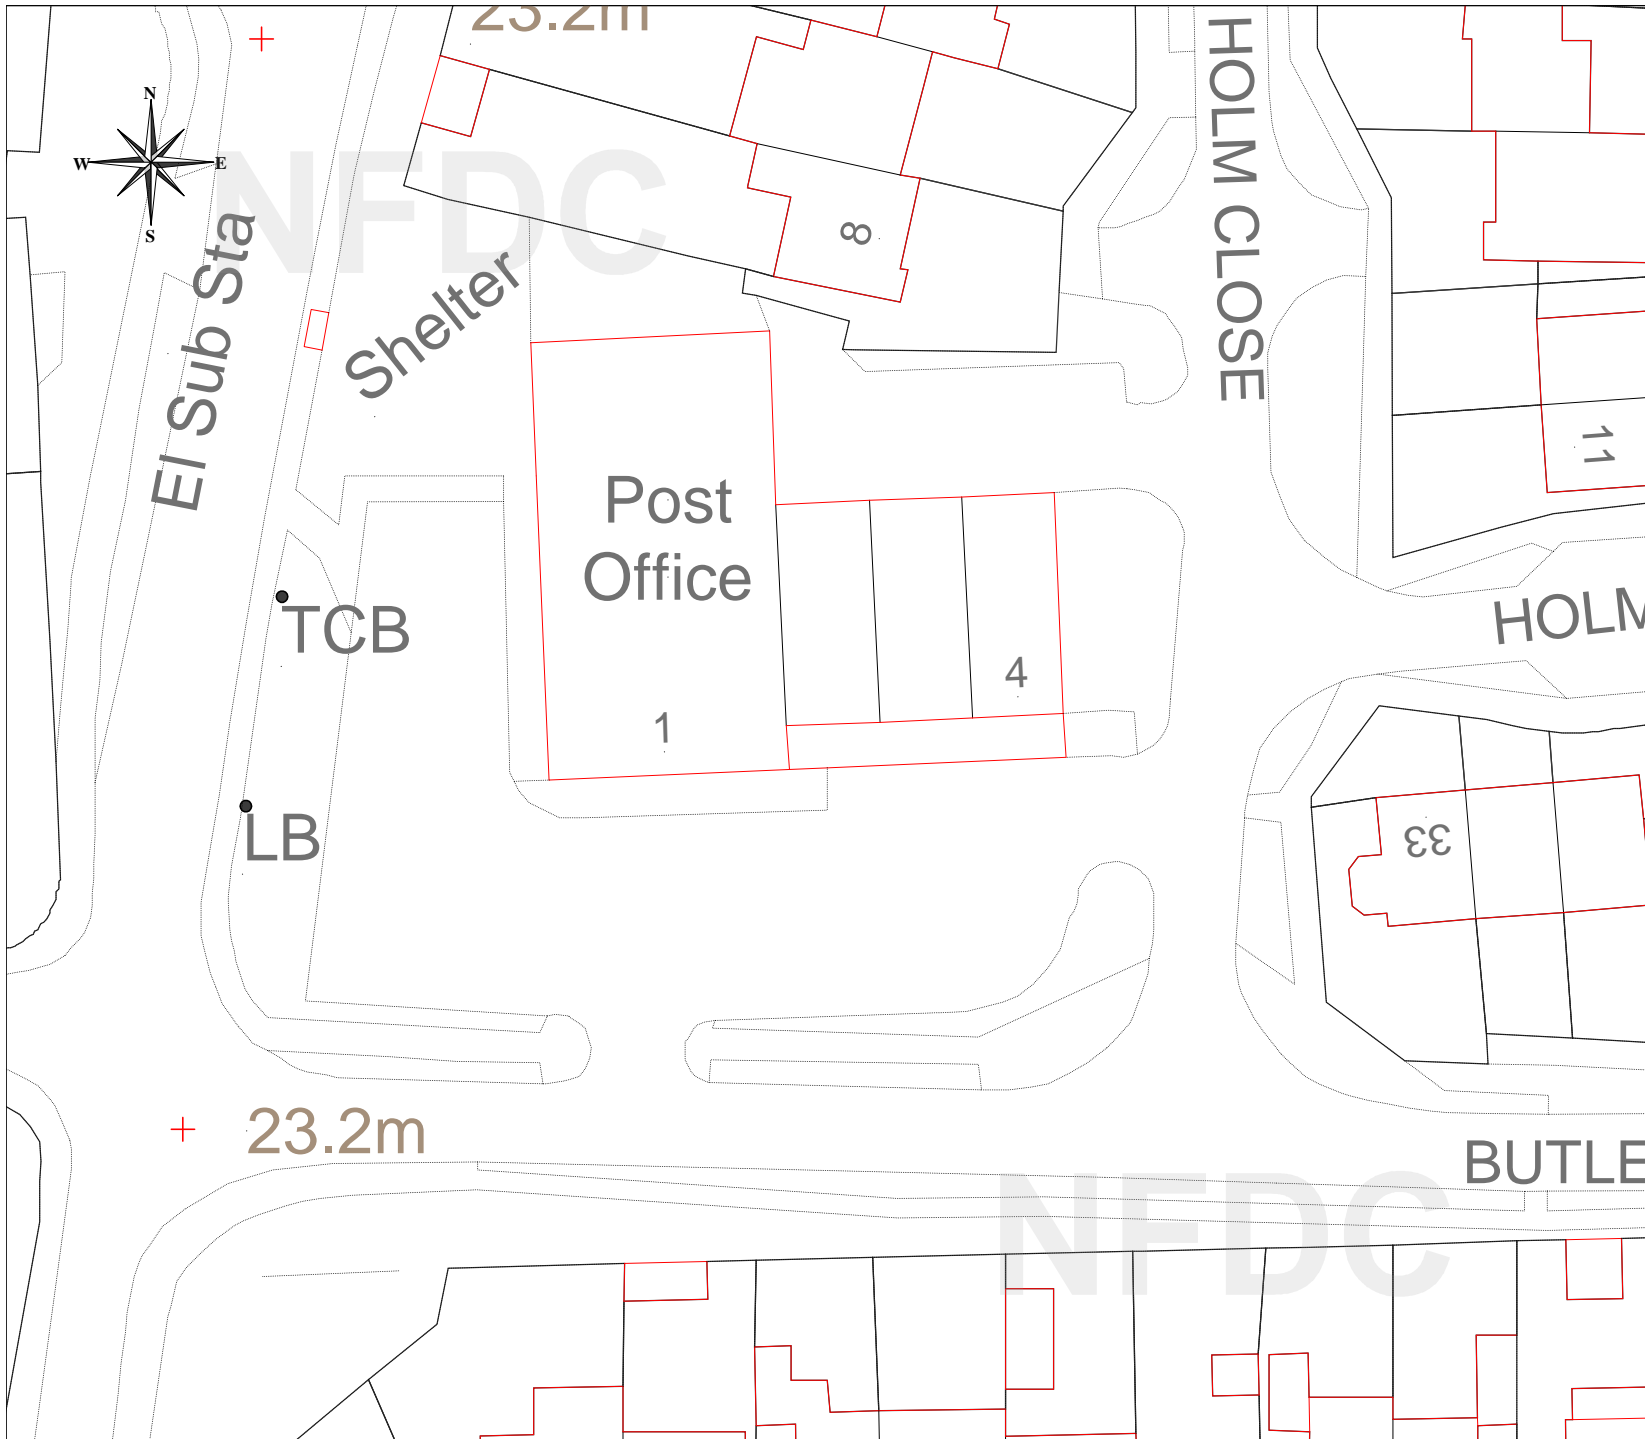 23.2m
HOLM CLOSE
N
W E
S
NFDC
El Sub Sta
Shelter
8
11
Post
Office
TCB
HOLM
4
1
LB
33
23.2m
BUTLE
NFDC